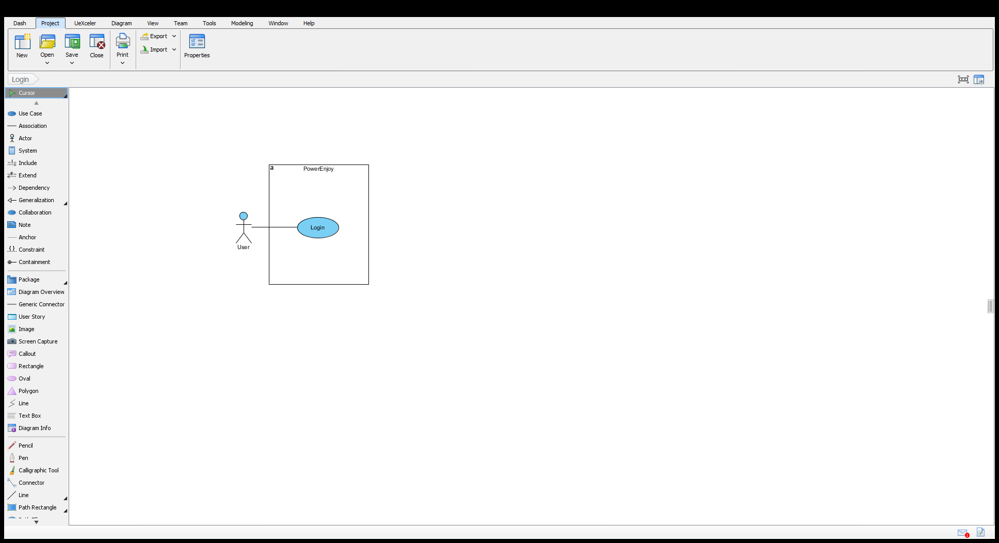 Dash Project UeXceler Diagram View Team Tools Modeling Window Help
New Open Save Close Print Export Import Properties
Login
Cursor
Use Case
Association
Actor
System
Include
Extend
Dependency
Generalization
Collaboration
Note
Anchor
Constraint
Containment
Package
Diagram Overview
Generic Connector
User Story
Image
Screen Capture
Callout
Rectangle
Oval
Polygon
Line
Text Box
Diagram Info
Pencil
Pen
Calligraphic Tool
Connector
Line
Path Rectangle
a PowerEnjoy
Login
User